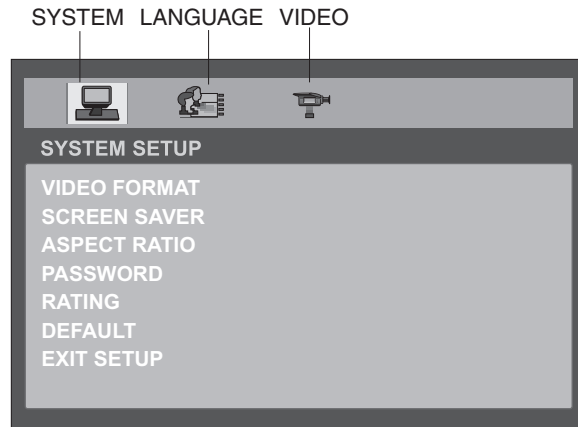 SYSTEM LANGUAGE VIDEO
SYSTEM SETUP
VIDEO FORMAT
SCREEN SAVER
ASPECT RATIO
PASSWORD
RATING
DEFAULT
EXIT SETUP